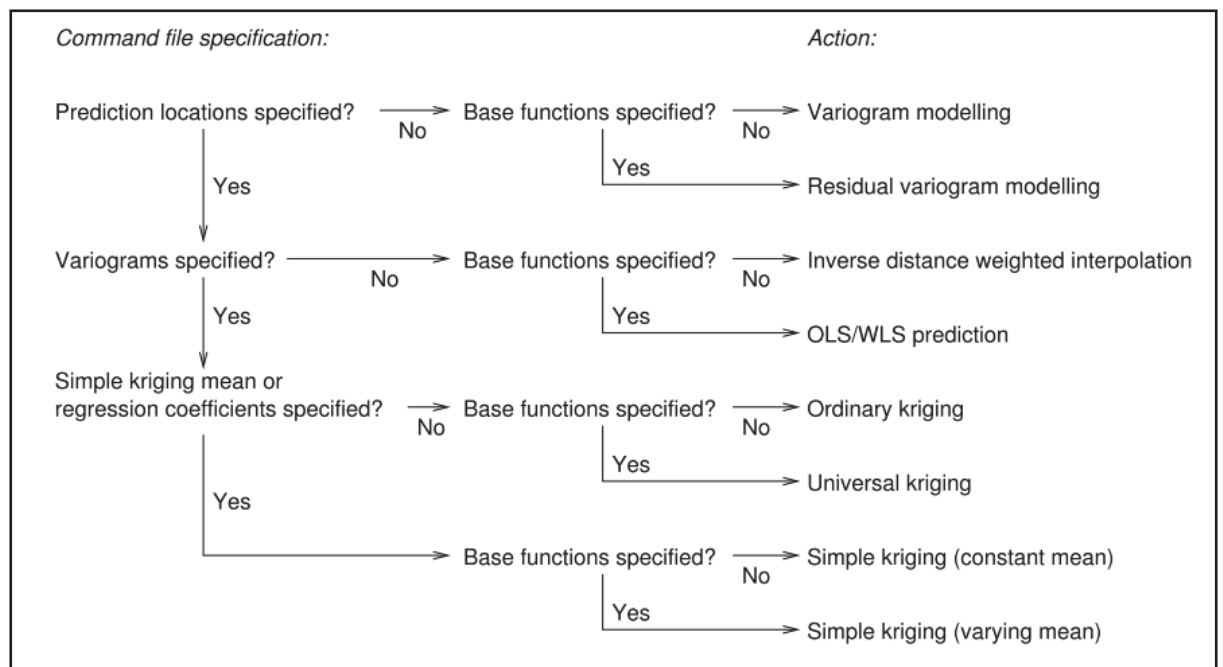 Command file specification: Action:
Prediction locations specified? No Base functions specified? No Variogram modelling
Yes Yes Residual variogram modelling
Variograms specified? No Base functions specified? No Inverse distance weighted interpolation
Yes Yes OLS/WLS prediction
Simple kriging mean or
regression coefficients specified? No Base functions specified? No Ordinary kriging
Yes Yes Universal kriging
Base functions specified? No Simple kriging (constant mean)
Yes Simple kriging (varying mean)